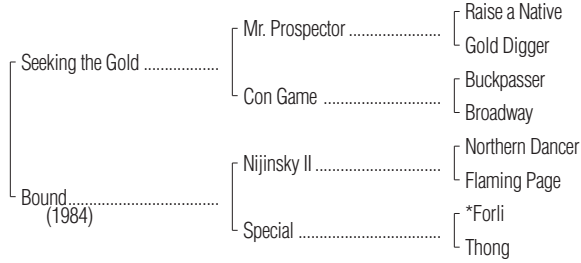 Raise a Native
Mr. Prospector ....................
Gold Digger
Seeking the Gold ..................
Buckpasser
Con Game .........................
Broadway
Northern Dancer
Nijinsky II ...........................
Flaming Page
Bound....................................
(1984)
*Forli
Special ...............................
Thong